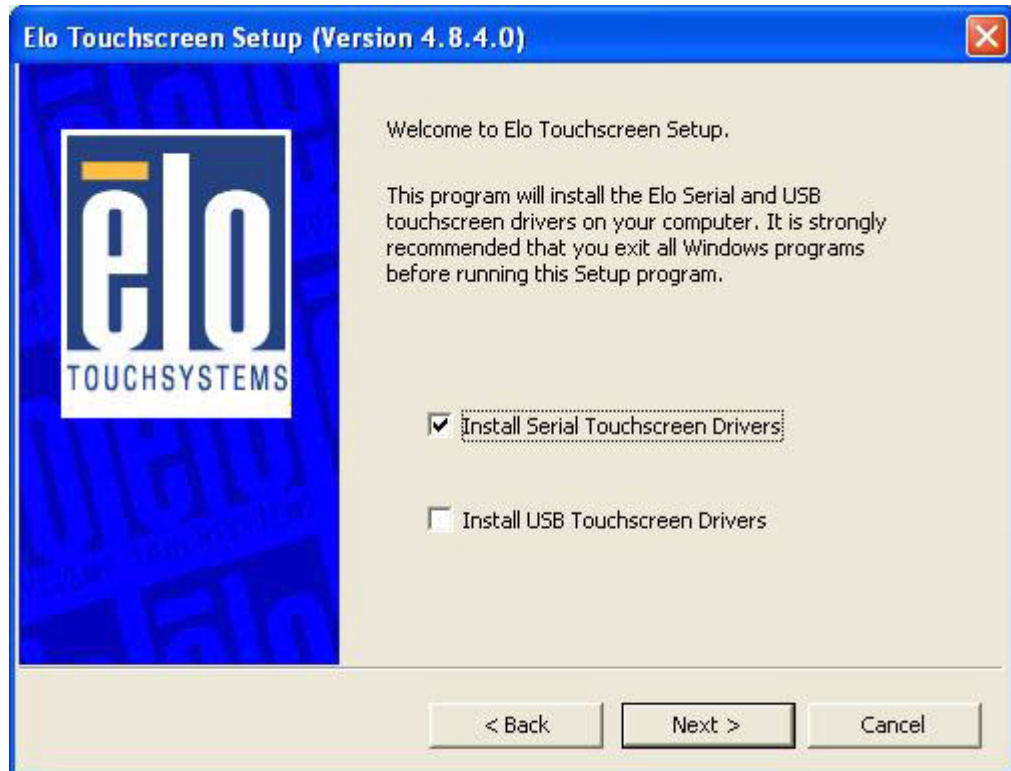 Elo Touchscreen Setup (Version 4.8.4.0)
Welcome to Elo Touchscreen Setup.
This program will install the Elo Serial and USB
touchscreen drivers on your computer. It is strongly
recommended that you exit all Windows programs
before running this Setup program.
ēlo
TOUCHSYSTEMS
Install Serial Touchscreen Drivers
Install USB Touchscreen Drivers
< Back
Next >
Cancel